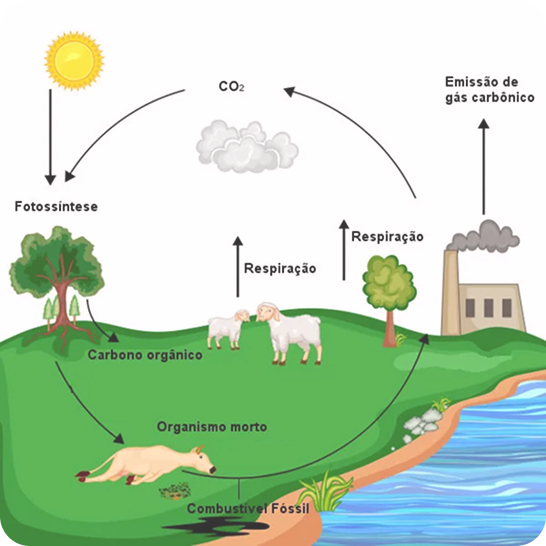 CO₂
Emissão de
gás carbônico
Fotossíntese
Respiração
Respiração
Carbono orgânico
Organismo morto
Combustível Fóssil